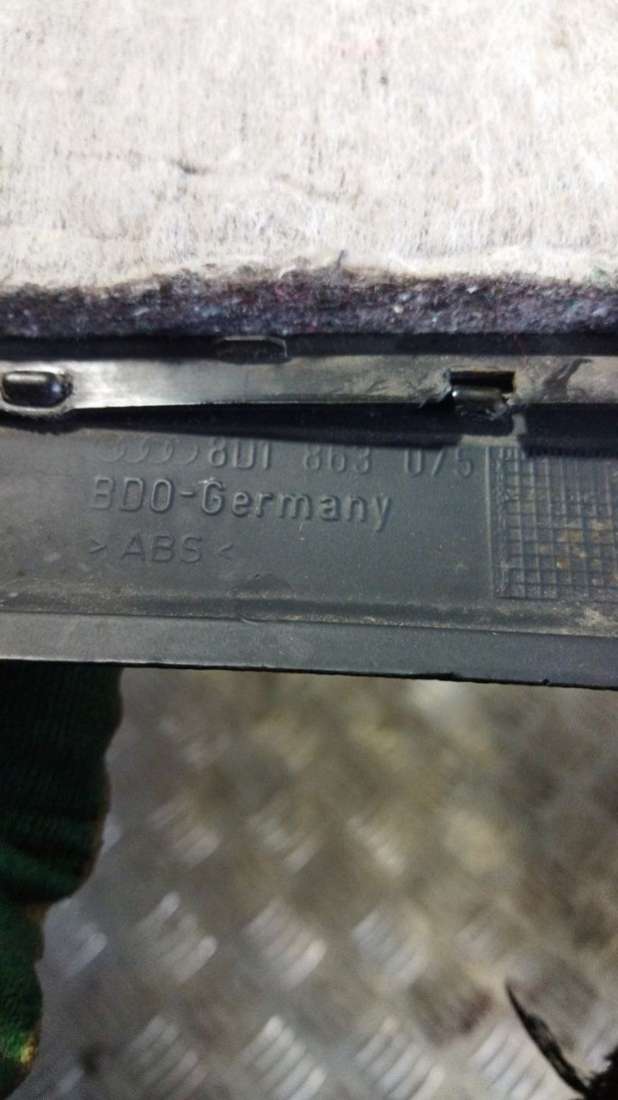 8D1 863 075
BDO-Germany
>ABS<